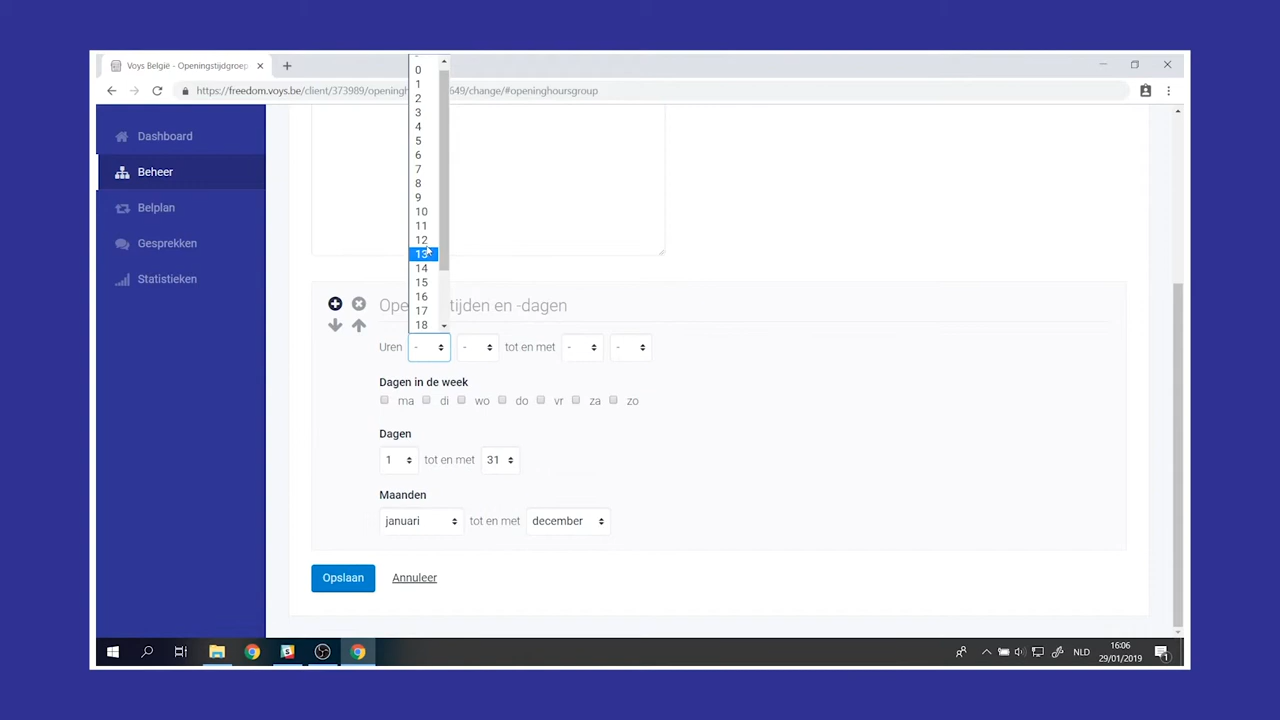 Voys België - Openingstijdgroep
https://freedom.voys.be/client/373989/openingh 649/change/#openinghoursgroup
Dashboard
Beheer
Belplan
Gesprekken
Statistieken
0
1
2
3
4
5
6
7
8
9
10
11
12
13
14
15
16
17
18
Ope tijden en -dagen
Uren - - tot en met - -
Dagen in de week
ma di wo do vr za zo
Dagen
1 tot en met 31
Maanden
januari tot en met december
Opslaan Annuleer
NLD 16:06
29/01/2019
1